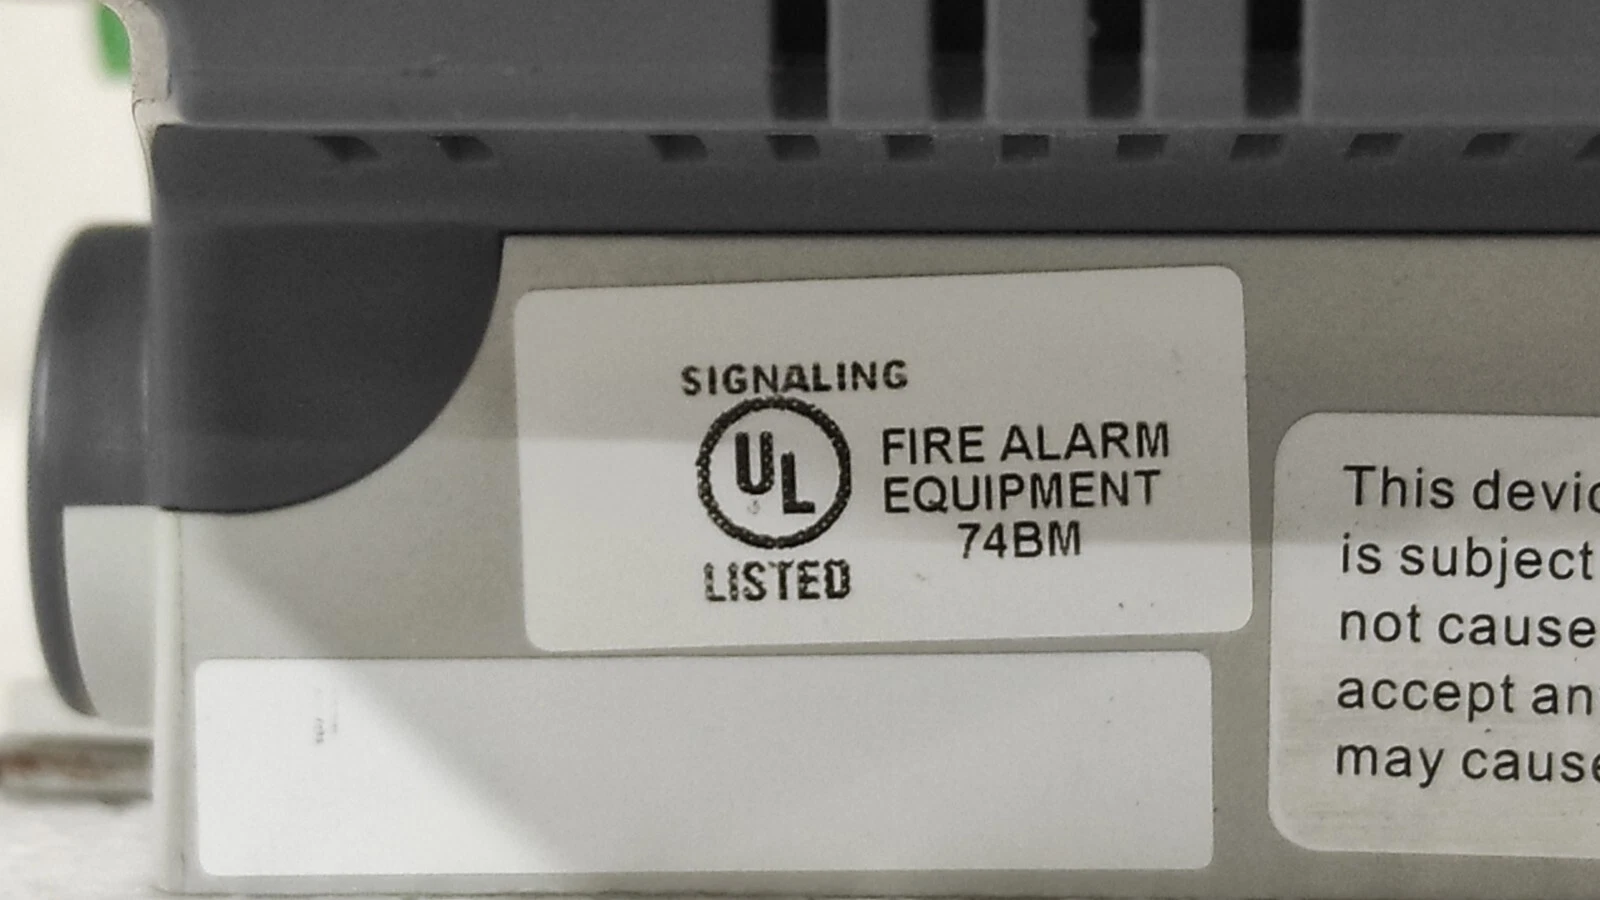 SIGNALING
UL
FIRE ALARM
EQUIPMENT
74BM
LISTED
This devic
is subject
not cause
accept an
may cause